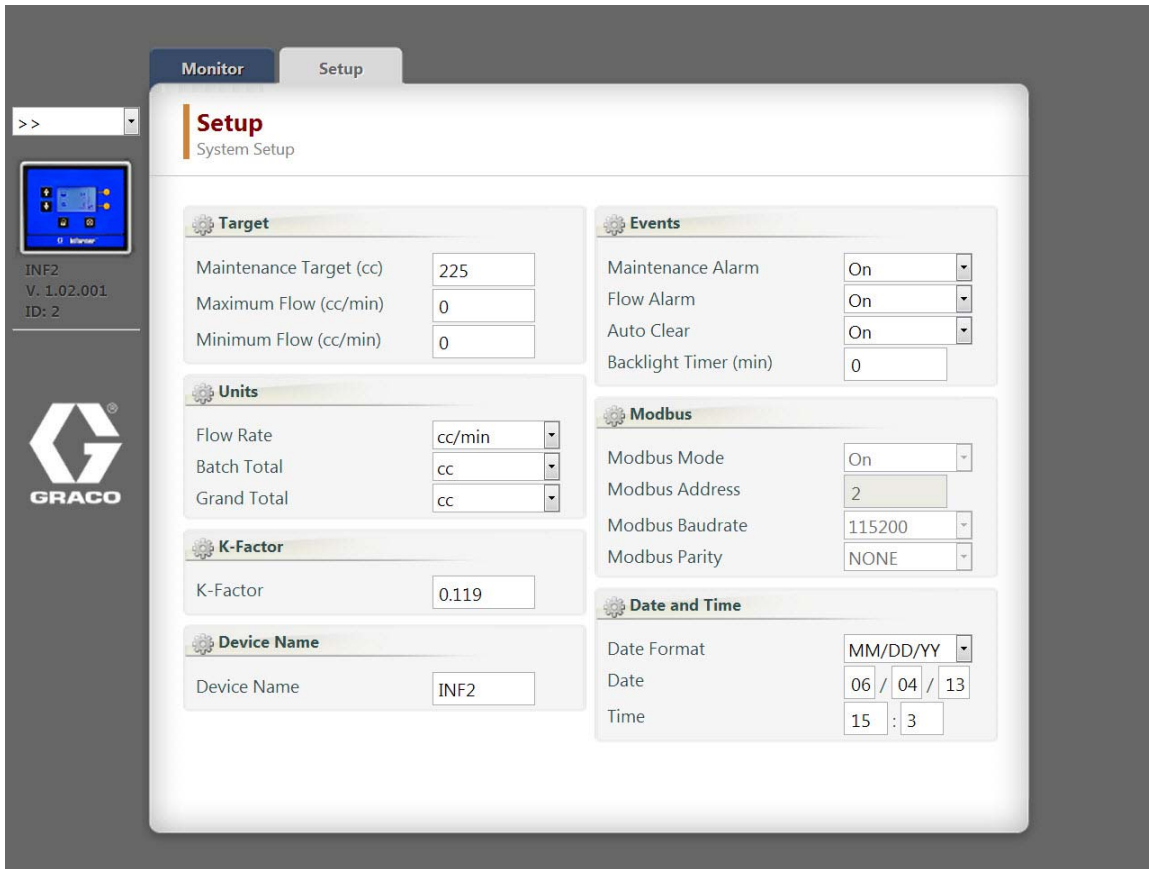 Monitor
Setup
>>
Informer
INF2
V. 1.02.001
ID: 2
GRACO
®
Setup
System Setup
Target
Maintenance Target (cc) 225
Maximum Flow (cc/min) 0
Minimum Flow (cc/min) 0
Units
Flow Rate cc/min
Batch Total cc
Grand Total cc
K-Factor
K-Factor 0.119
Device Name
Device Name INF2
Events
Maintenance Alarm On
Flow Alarm On
Auto Clear On
Backlight Timer (min) 0
Modbus
Modbus Mode On
Modbus Address 2
Modbus Baudrate 115200
Modbus Parity NONE
Date and Time
Date Format MM/DD/YY
Date 06 / 04 / 13
Time 15 : 3